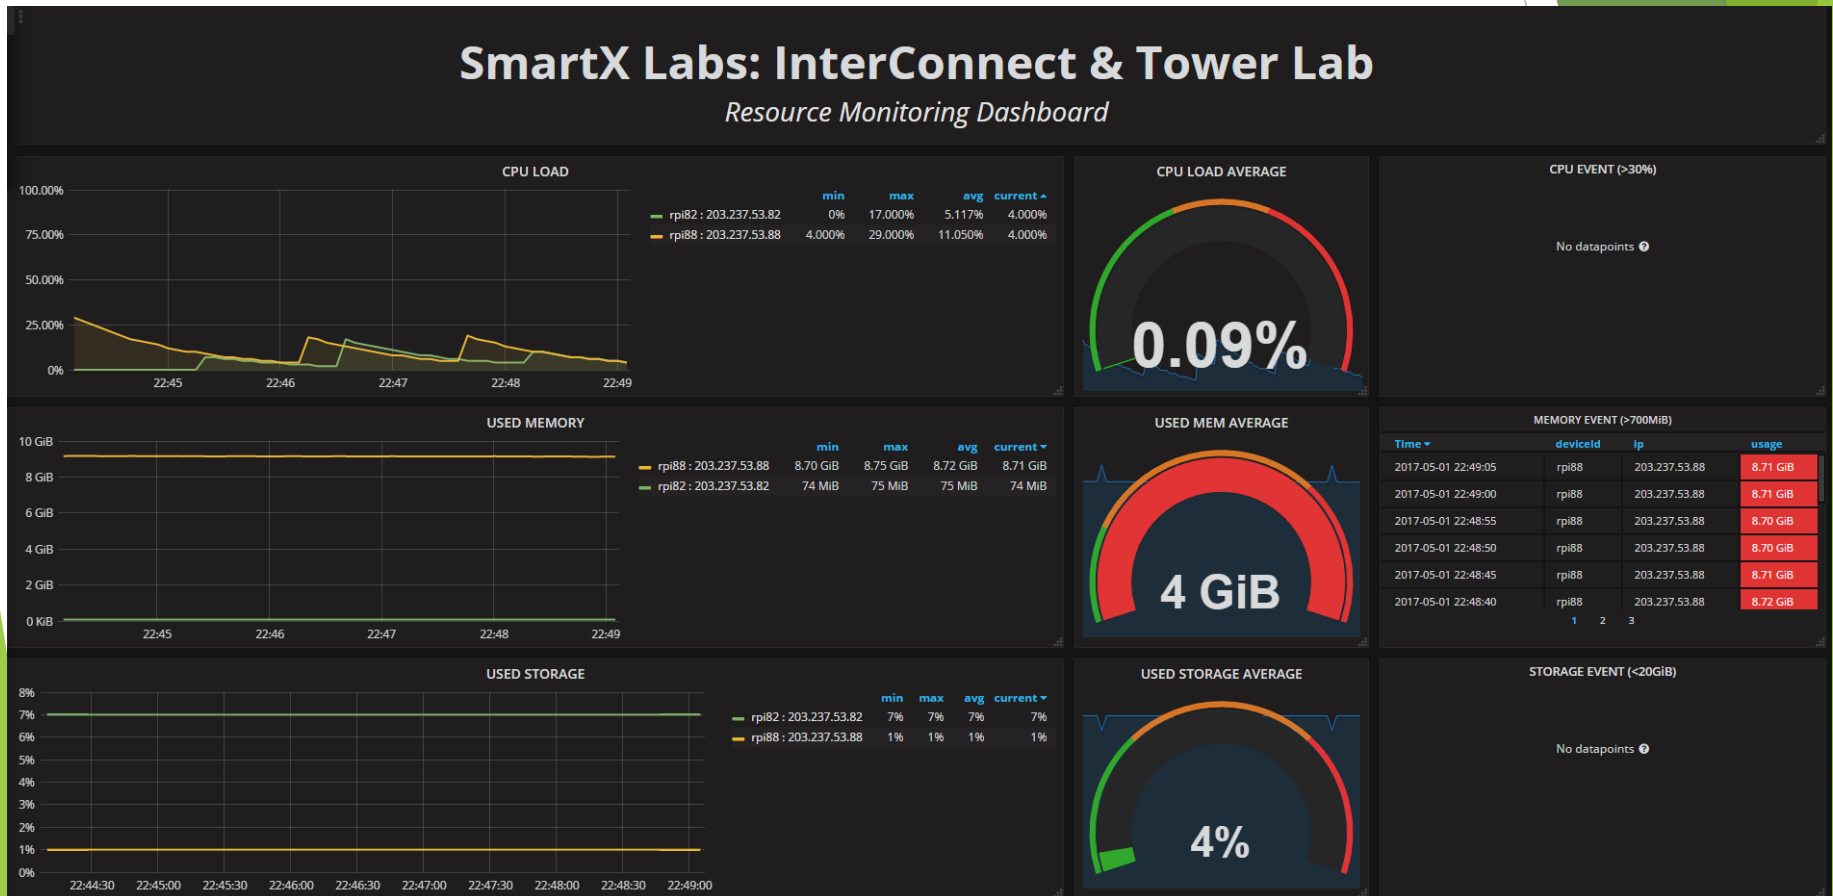 SmartX Labs: InterConnect & Tower Lab
Resource Monitoring Dashboard
CPU LOAD
100.00%
75.00%
50.00%
25.00%
0%
22:45 22:46 22:47 22:48 22:49
min max avg current
rpi82 : 203.237.53.82 0% 17.000% 5.117% 4.000%
rpi88 : 203.237.53.88 4.000% 29.000% 11.050% 4.000%
CPU LOAD AVERAGE
0.09%
CPU EVENT (>30%)
No datapoints
USED MEMORY
10 GiB
8 GiB
6 GiB
4 GiB
2 GiB
0 KiB
22:45 22:46 22:47 22:48 22:49
min max avg current
rpi88 : 203.237.53.88 8.70 GiB 8.75 GiB 8.72 GiB 8.71 GiB
rpi82 : 203.237.53.82 74 MiB 75 MiB 75 MiB 74 MiB
USED MEM AVERAGE
4 GiB
MEMORY EVENT (>700MiB)
Time deviceId ip usage
2017-05-01 22:49:05 rpi88 203.237.53.88 8.71 GiB
2017-05-01 22:49:00 rpi88 203.237.53.88 8.71 GiB
2017-05-01 22:48:55 rpi88 203.237.53.88 8.70 GiB
2017-05-01 22:48:50 rpi88 203.237.53.88 8.70 GiB
2017-05-01 22:48:45 rpi88 203.237.53.88 8.71 GiB
2017-05-01 22:48:40 rpi88 203.237.53.88 8.72 GiB
1 2 3
USED STORAGE
8%
7%
6%
5%
4%
3%
2%
1%
0%
22:44:30 22:45:00 22:45:30 22:46:00 22:46:30 22:47:00 22:47:30 22:48:00 22:48:30 22:49:00
min max avg current
rpi82 : 203.237.53.82 7% 7% 7% 7%
rpi88 : 203.237.53.88 1% 1% 1% 1%
USED STORAGE AVERAGE
4%
STORAGE EVENT (<20GiB)
No datapoints